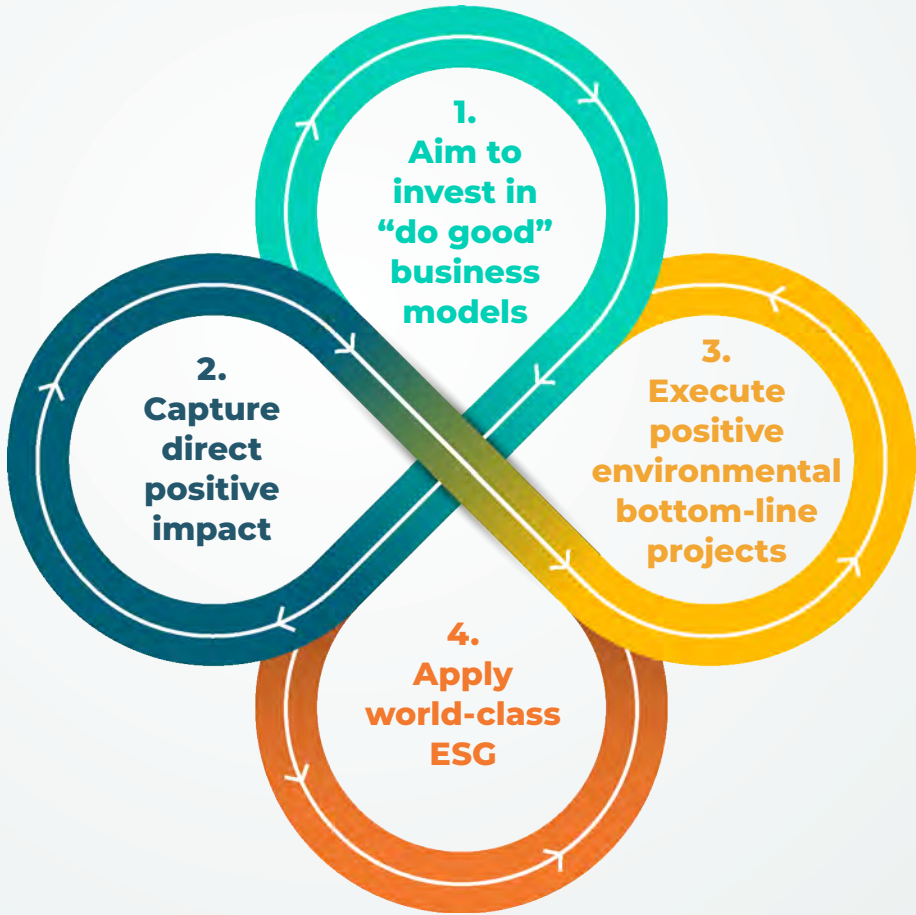 1.
Aim to
invest in
“do good”
business
models
2.
Capture
direct
positive
impact
3.
Execute
positive
environmental
bottom-line
projects
4.
Apply
world-class
ESG